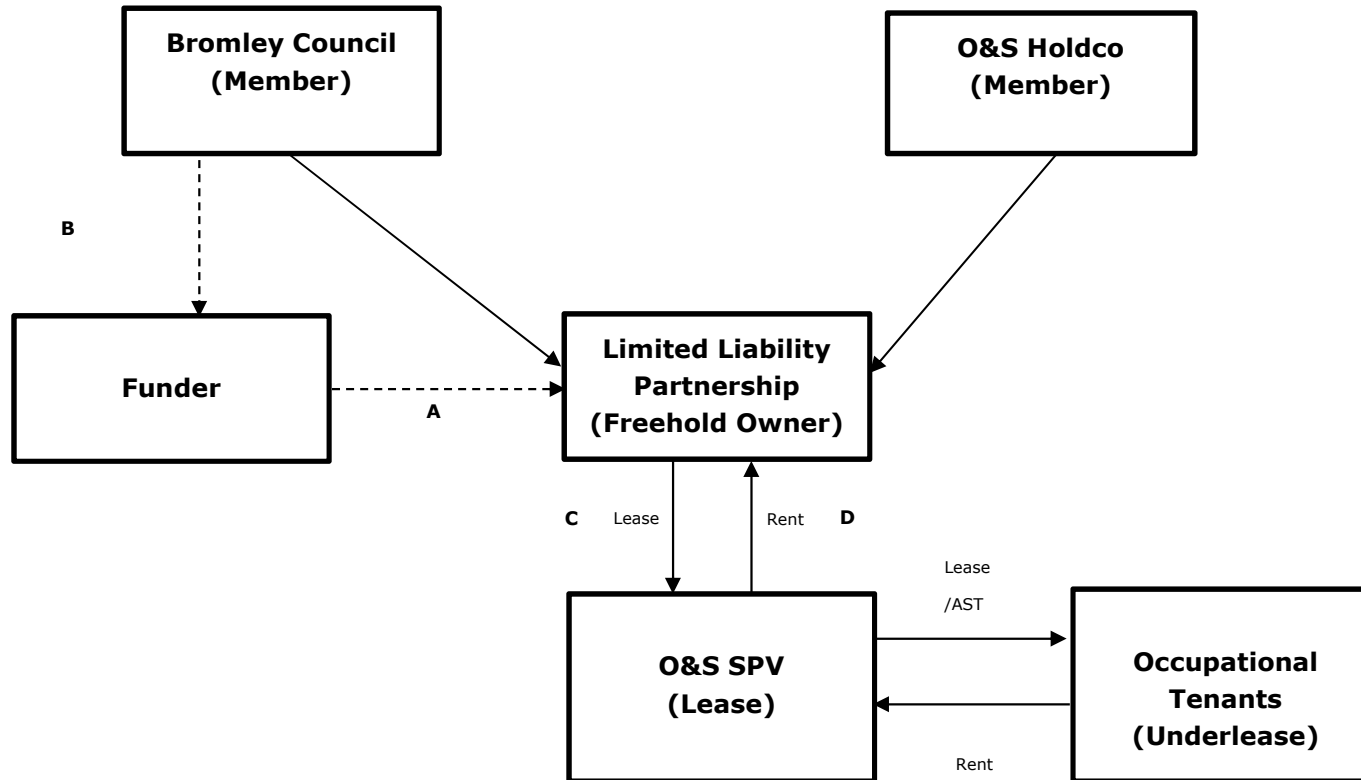 Bromley Council
(Member)
O&S Holdco
(Member)
B
Funder
A
Limited Liability
Partnership
(Freehold Owner)
C
Lease
Rent
D
Lease
/AST
O&S SPV
(Lease)
Occupational
Tenants
(Underlease)
Rent